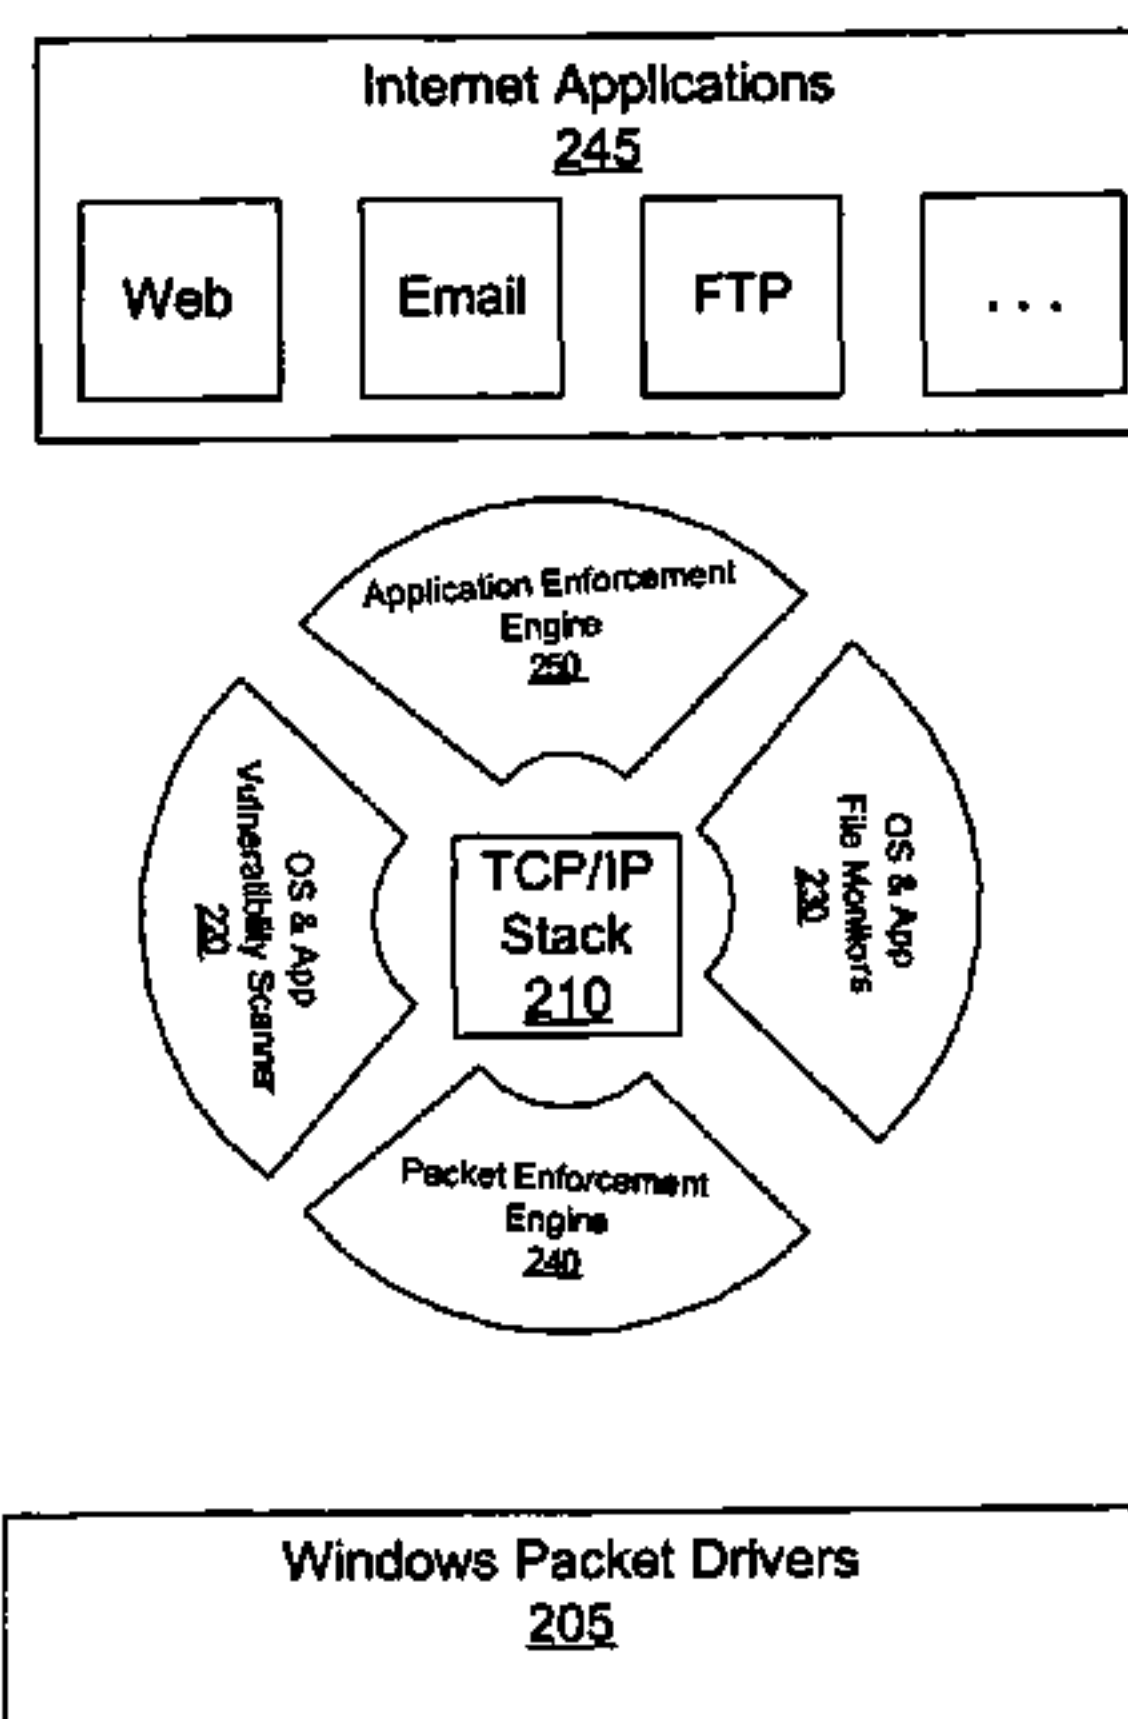 Internet Applications
245
Web
Email
FTP
. . .
Application Enforcement
Engine
250
OS & App
Vulneratibility Scanner
220
TCP/IP
Stack
210
OS & App
File Monitors
230
Packet Enforcement
Engine
240
Windows Packet Drivers
205